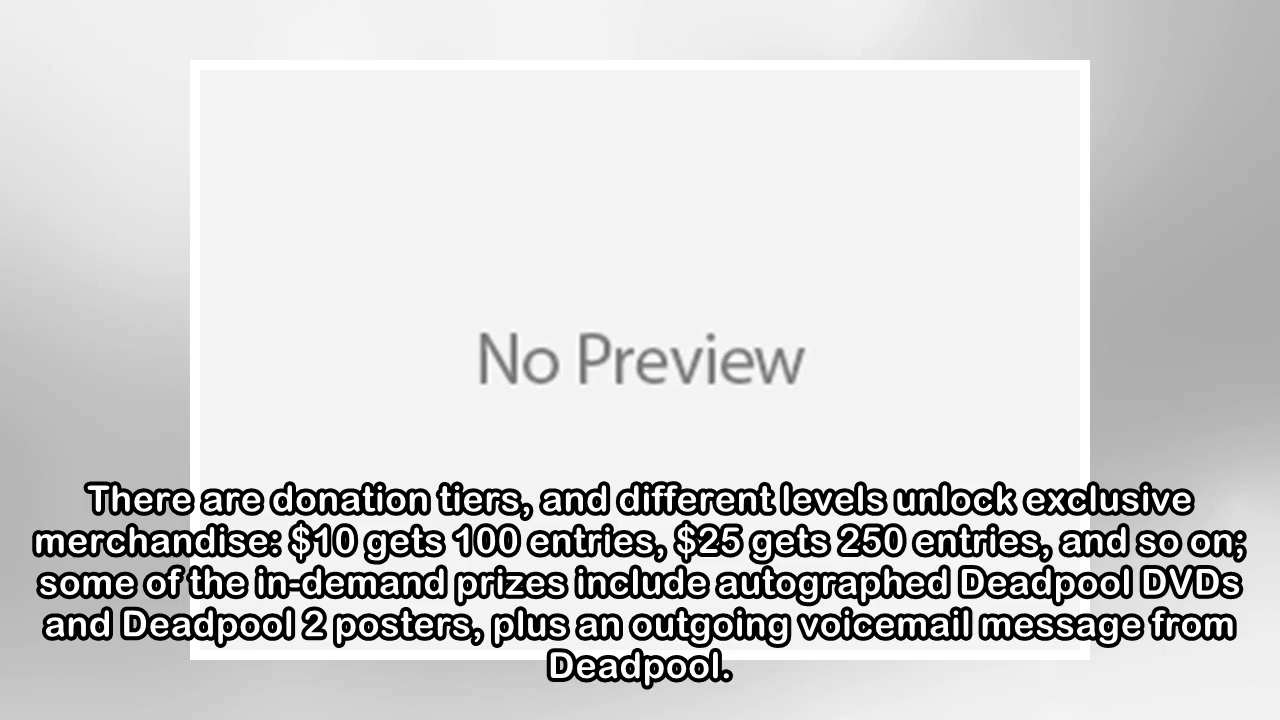 No Preview
There are donation tiers, and different levels unlock exclusive
merchandise: $10 gets 100 entries, $25 gets 250 entries, and so on;
some of the in-demand prizes include autographed Deadpool DVDs
and Deadpool 2 posters, plus an outgoing voicemail message from
Deadpool.